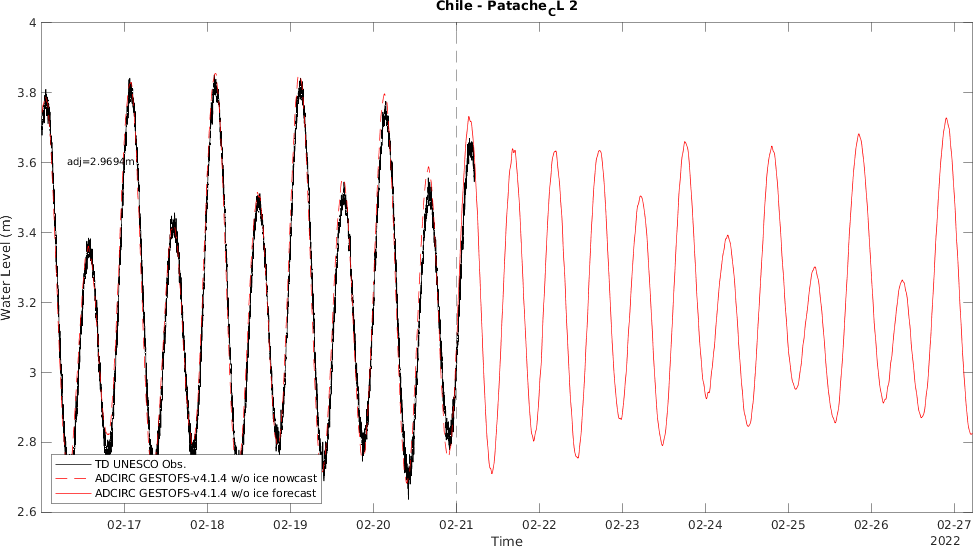 Chile - Patache_CL 2
4
3.8
3.6
3.4
3.2
3
2.8
2.6
Water Level (m)
adj=2.9694m
TD UNESCO Obs.
ADCIRC GESTOFS-v4.1.4 w/o ice nowcast
ADCIRC GESTOFS-v4.1.4 w/o ice forecast
02-17 02-18 02-19 02-20 02-21 02-22 02-23 02-24 02-25 02-26 02-27
Time
2022